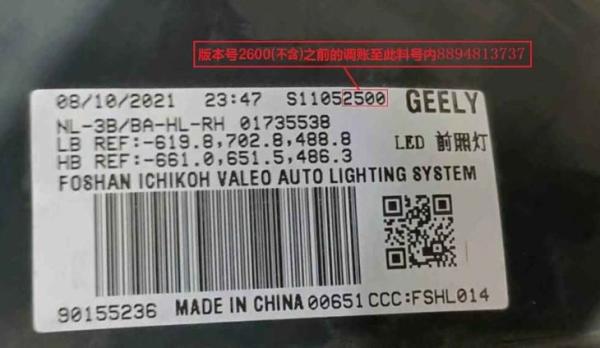 版本号2600(不含)之前的调账至此料号内8894813737
08/10/2021 23:47 S11052500 GEELY
NL-3B/BA-HL-RH 01735538
LB REF:-619.8,702.8,488.8
HB REF:-661.0,651.5,486.3
LED 前照灯
FOSHAN ICHIKOH VALEO AUTO LIGHTING SYSTEM
90155236 MADE IN CHINA 00651 CCC:FSHL014